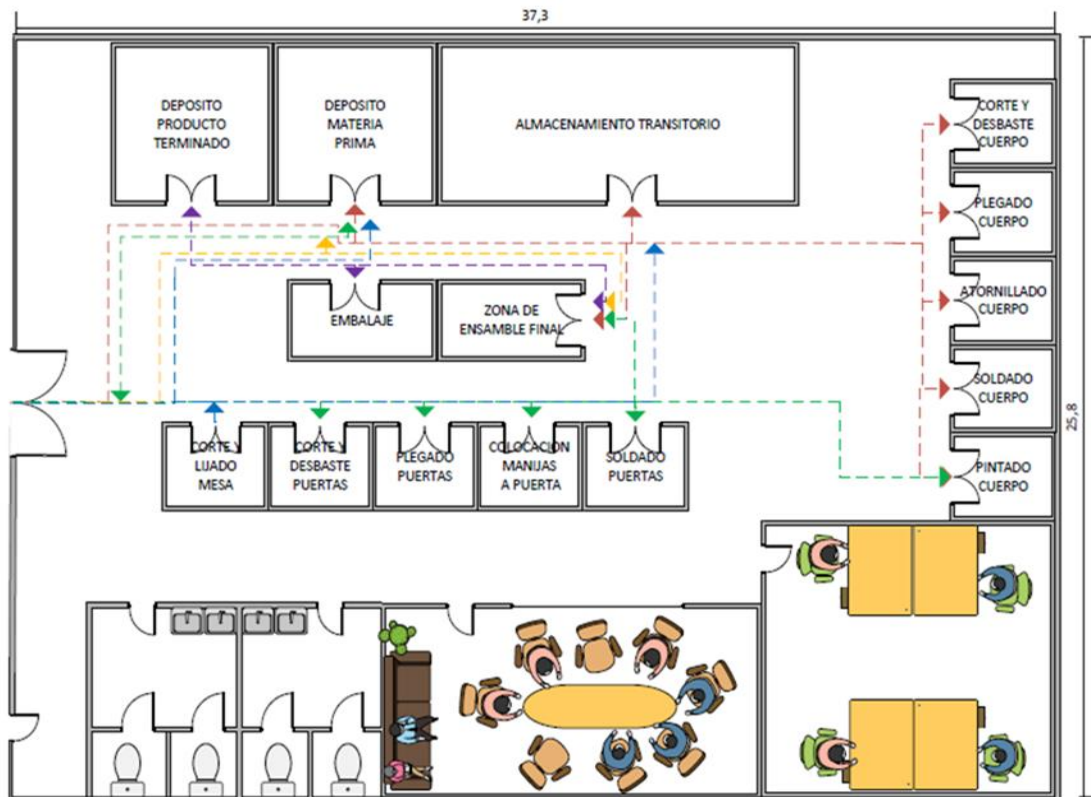 37,3
DEPOSITO
PRODUCTO
TERMINADO
DEPOSITO
MATERIA
PRIMA
ALMACENAMIENTO TRANSITORIO
CORTE Y
DESBASTE
CUERPO
PLEGADO
CUERPO
ATORNILLADO
CUERPO
SOLDADO
CUERPO
PINTADO
CUERPO
EMBALAJE
ZONA DE
ENSAMBLE FINAL
CORTE Y
LIJADO
MESA
CORTE Y
DESBASTE
PUERTAS
PLEGADO
PUERTAS
COLOCACION
MANIJAS
A PUERTA
SOLDADO
PUERTAS
25,8